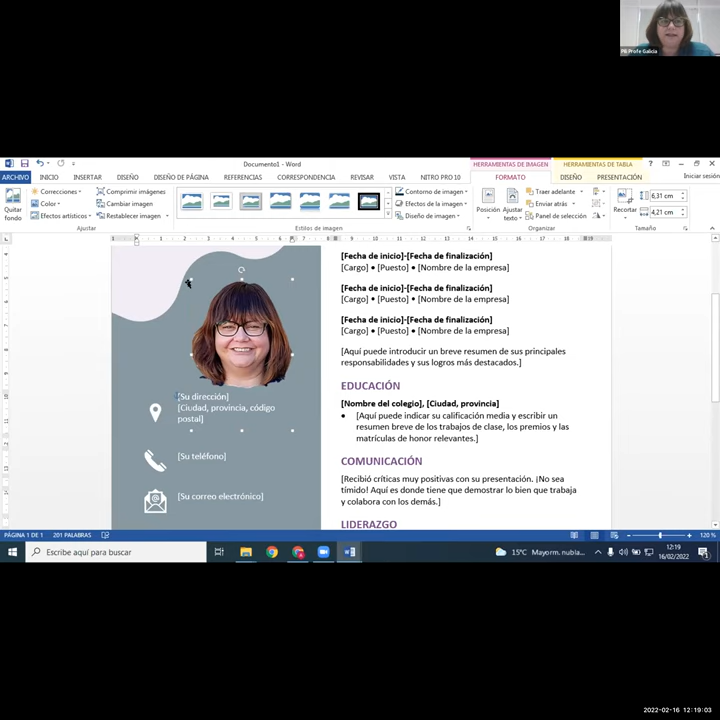 Pili Profe Galicia
Documento1 - Word
HERRAMIENTAS DE IMAGEN
HERRAMIENTAS DE TABLA
ARCHIVO INICIO INSERTAR DISEÑO DISEÑO DE PÁGINA REFERENCIAS CORRESPONDENCIA REVISAR VISTA NITRO PRO 10 FORMATO DISEÑO PRESENTACIÓN Iniciar sesión
Quitar fondo
Correcciones
Color
Efectos artísticos
Comprimir imágenes
Cambiar imagen
Restablecer imagen
Contorno de imagen
Efectos de la imagen
Diseño de imagen
Posición
Ajustar texto
Traer adelante
Enviar atrás
Panel de selección
Recortar
6,31 cm
4,21 cm
Ajustar
Estilos de imagen
Organizar
Tamaño
[Fecha de inicio]-[Fecha de finalización]
[Cargo] • [Puesto] • [Nombre de la empresa]
[Fecha de inicio]-[Fecha de finalización]
[Cargo] • [Puesto] • [Nombre de la empresa]
[Fecha de inicio]-[Fecha de finalización]
[Cargo] • [Puesto] • [Nombre de la empresa]
[Aquí puede introducir un breve resumen de sus principales
responsabilidades y sus logros más destacados.]
EDUCACIÓN
[Nombre del colegio], [Ciudad, provincia]
• [Aquí puede indicar su calificación media y escribir un
resumen breve de los trabajos de clase, los premios y las
matrículas de honor relevantes.]
COMUNICACIÓN
[Recibió críticas muy positivas con su presentación. ¡No sea
tímido! Aquí es donde tiene que demostrar lo bien que trabaja
y colabora con los demás.]
LIDERAZGO
[Su dirección]
[Ciudad, provincia, código
postal]
[Su teléfono]
[Su correo electrónico]
PÁGINA 1 DE 1 201 PALABRAS
120 %
Escribe aquí para buscar
15°C Mayorm. nubla...
12:19
16/02/2022
2022-02-16 12:19:03